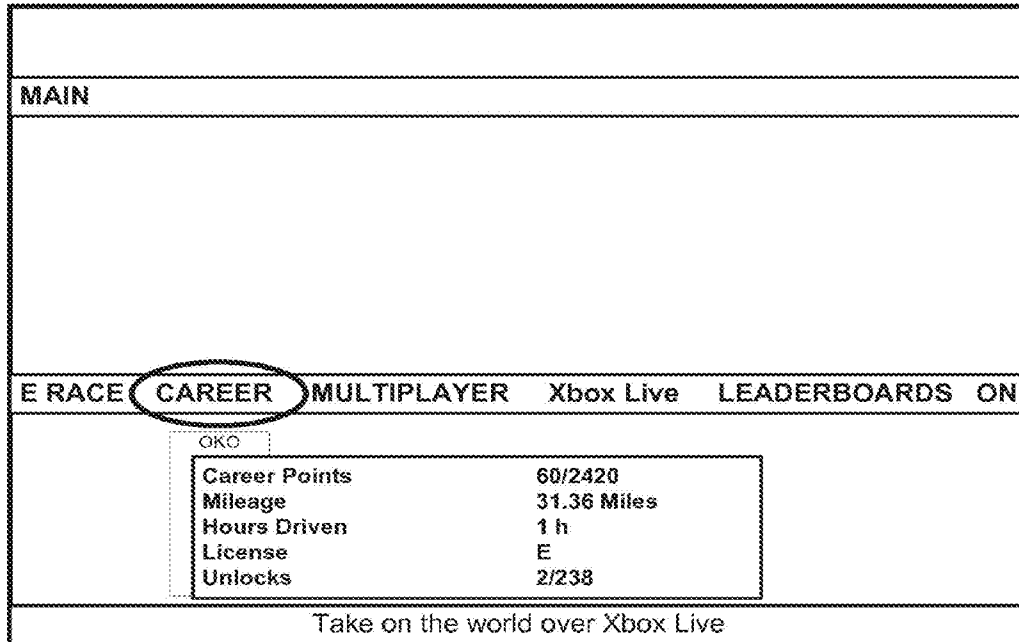 MAIN
E RACE CAREER MULTIPLAYER Xbox Live LEADERBOARDS ON
OKO
Career Points 60/2420
Mileage 31.36 Miles
Hours Driven 1 h
License E
Unlocks 2/238
Take on the world over Xbox Live